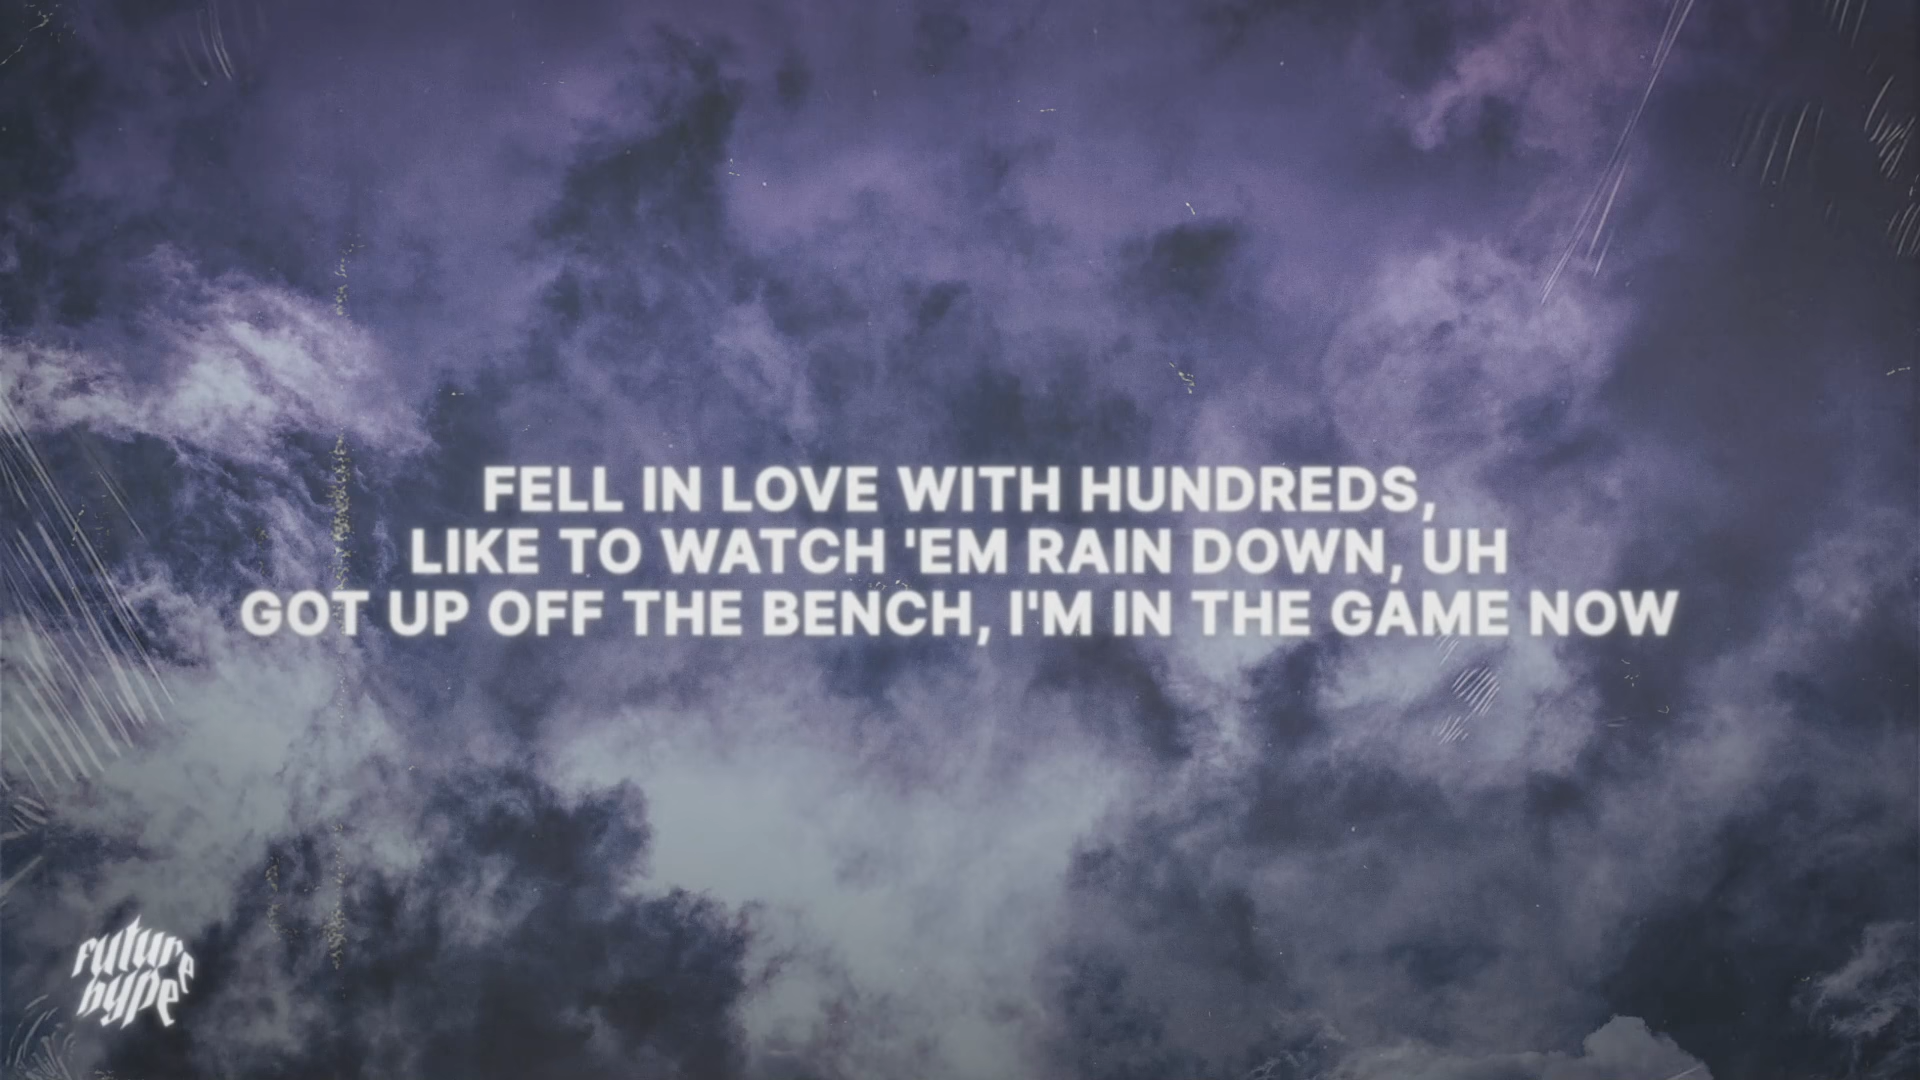 FELL IN LOVE WITH HUNDREDS,
LIKE TO WATCH 'EM RAIN DOWN, UH
GOT UP OFF THE BENCH, I'M IN THE GAME NOW
future
hype